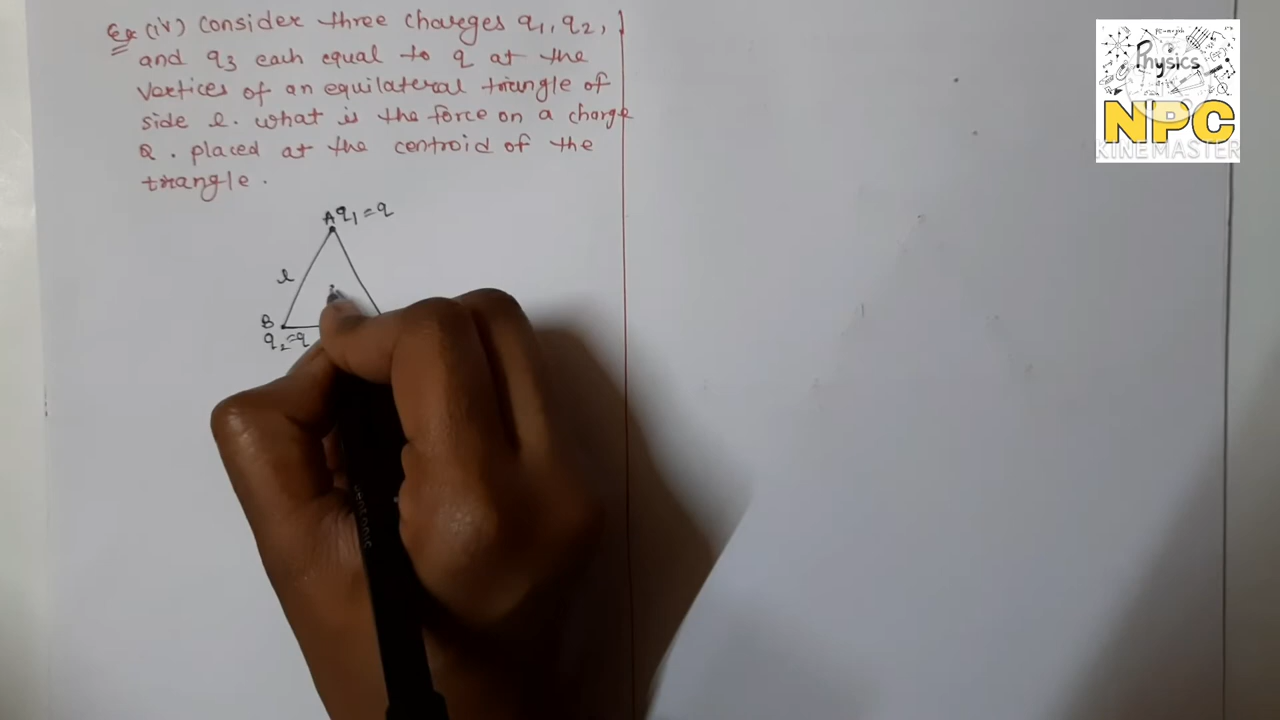 Ex (iv) Consider three charges q1, q2,
and q3 each equal to q at the
vertices of an equilateral triangle of
side l. what is the force on a charge
Q. placed at the centroid of the
triangle.
A q1 = q
l
B
q2 = q
Physics
NPC
KINEMASTER